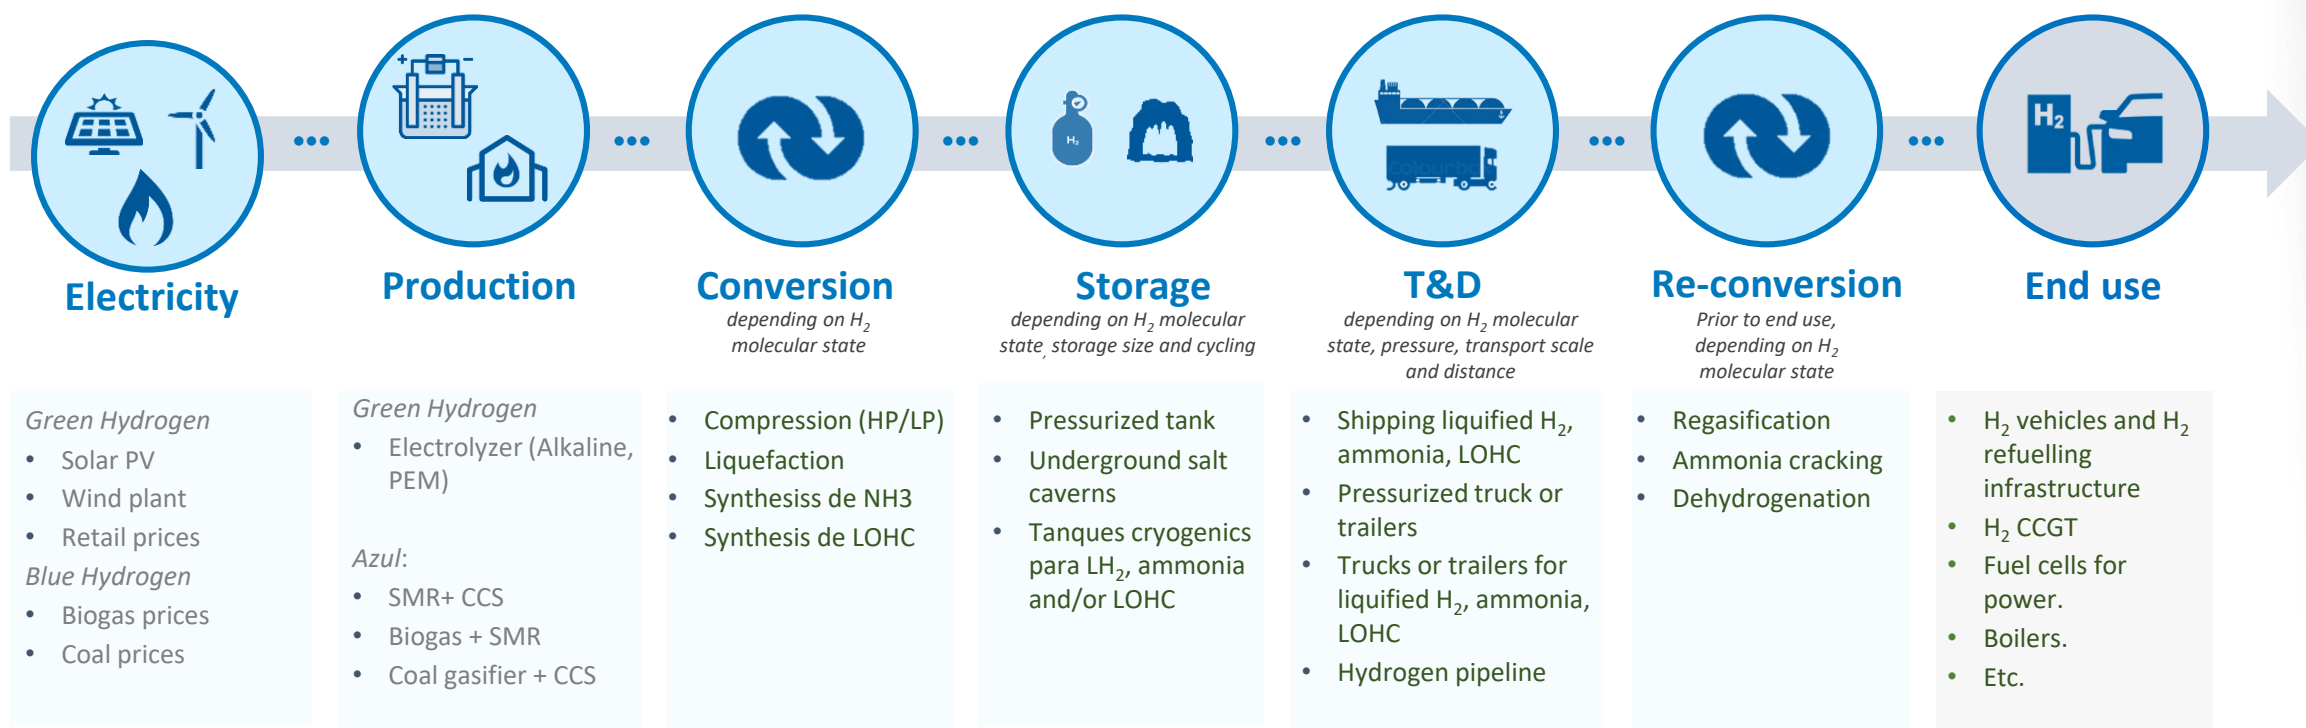 + −
H₂
Colourbo
H₂
Electricity
Production
Conversion
depending on H₂
molecular state
Storage
depending on H₂ molecular
state, storage size and cycling
T&D
depending on H₂ molecular
state, pressure, transport scale
and distance
Re-conversion
Prior to end use,
depending on H₂
molecular state
End use
Green Hydrogen
• Solar PV
• Wind plant
• Retail prices
Blue Hydrogen
• Biogas prices
• Coal prices
Green Hydrogen
• Electrolyzer (Alkaline,
PEM)
Azul:
• SMR+ CCS
• Biogas + SMR
• Coal gasifier + CCS
• Compression (HP/LP)
• Liquefaction
• Synthesiss de NH3
• Synthesis de LOHC
• Pressurized tank
• Underground salt
caverns
• Tanques cryogenics
para LH₂, ammonia
and/or LOHC
• Shipping liquified H₂,
ammonia, LOHC
• Pressurized truck or
trailers
• Trucks or trailers for
liquified H₂, ammonia,
LOHC
• Hydrogen pipeline
• Regasification
• Ammonia cracking
• Dehydrogenation
• H₂ vehicles and H₂
refuelling
infrastructure
• H₂ CCGT
• Fuel cells for
power.
• Boilers.
• Etc.